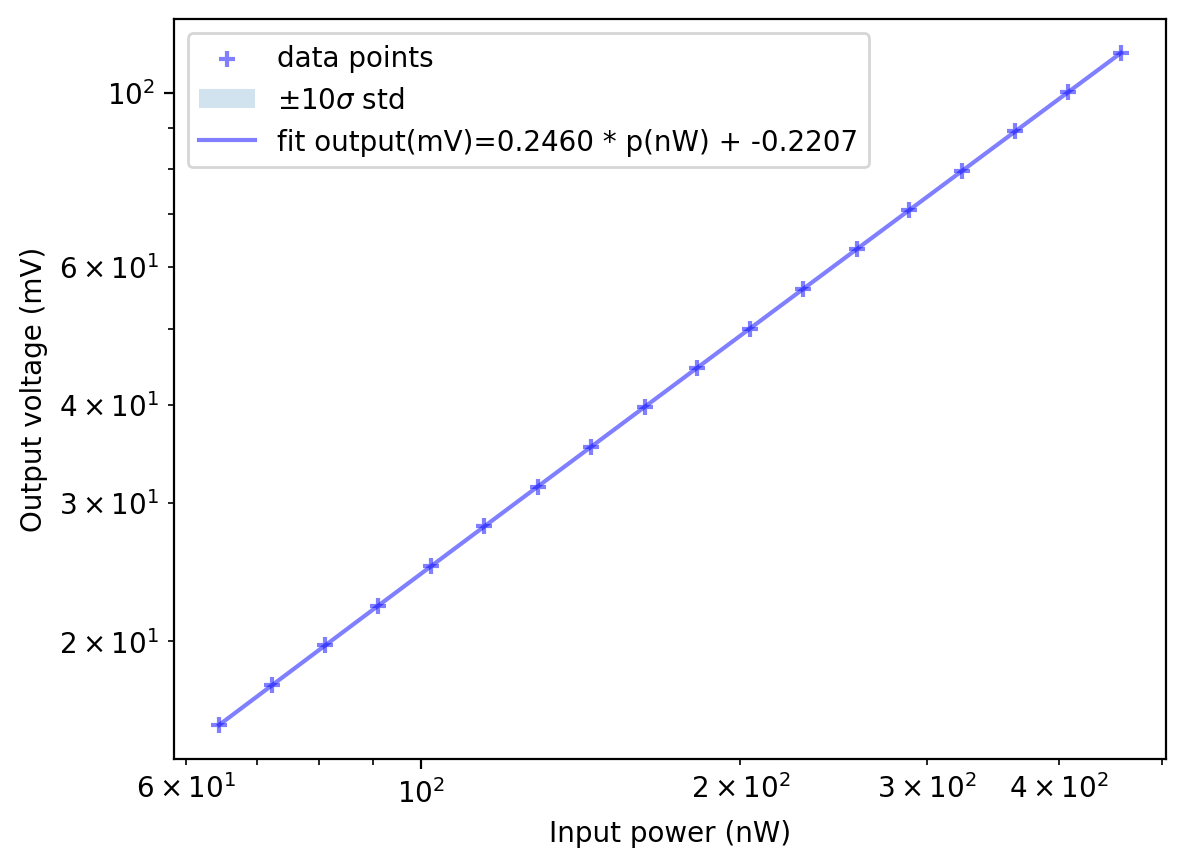 data points
±10σ std
fit output(mV)=0.2460 * p(nW) + -0.2207
10²
6 × 10¹
4 × 10¹
3 × 10¹
2 × 10¹
Output voltage (mV)
6 × 10¹
10²
2 × 10²
3 × 10²
4 × 10²
Input power (nW)